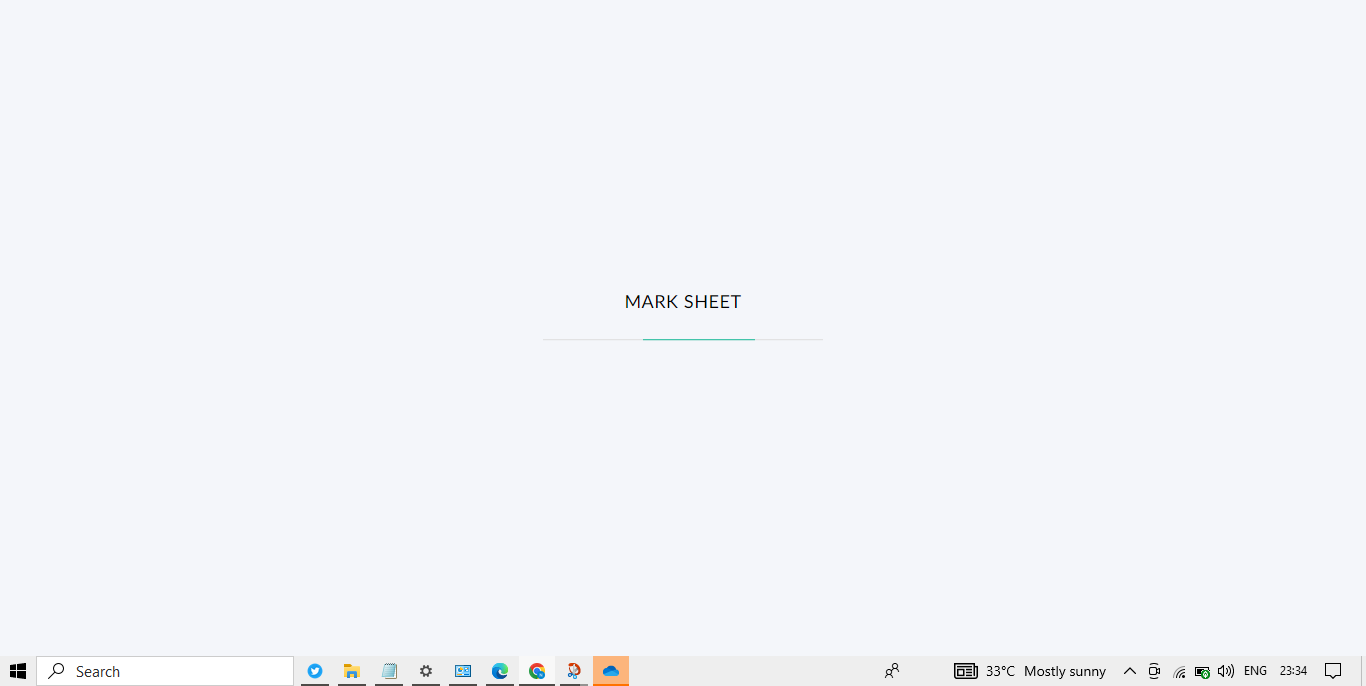 MARK SHEET
Search
33°C Mostly sunny
ENG
23:34